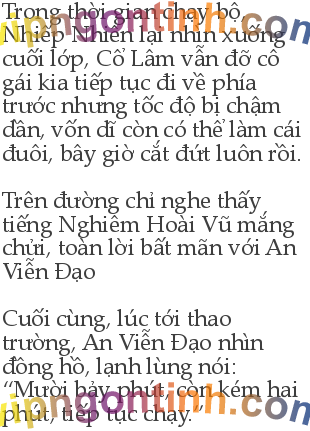 Trong thời gian chạy bộ,
Nhiếp Nhiên lại nhìn xuống
cuối lớp, Cổ Lâm vẫn đỡ cô
gái kia tiếp tục đi về phía
trước nhưng tốc độ bị chậm
dần, vốn dĩ còn có thể làm cái
đuôi, bây giờ cắt đứt luôn rồi.
Trên đường chỉ nghe thấy
tiếng Nghiêm Hoài Vũ mắng
chửi, toàn lời bất mãn với An
Viễn Đạo
Cuối cùng, lúc tới thao
trường, An Viễn Đạo nhìn
đồng hồ, lạnh lùng nói:
“Mười bảy phút, còn kém hai
phút, tiếp tục chạy.”
vipngontinh.com
vipngontinh.com